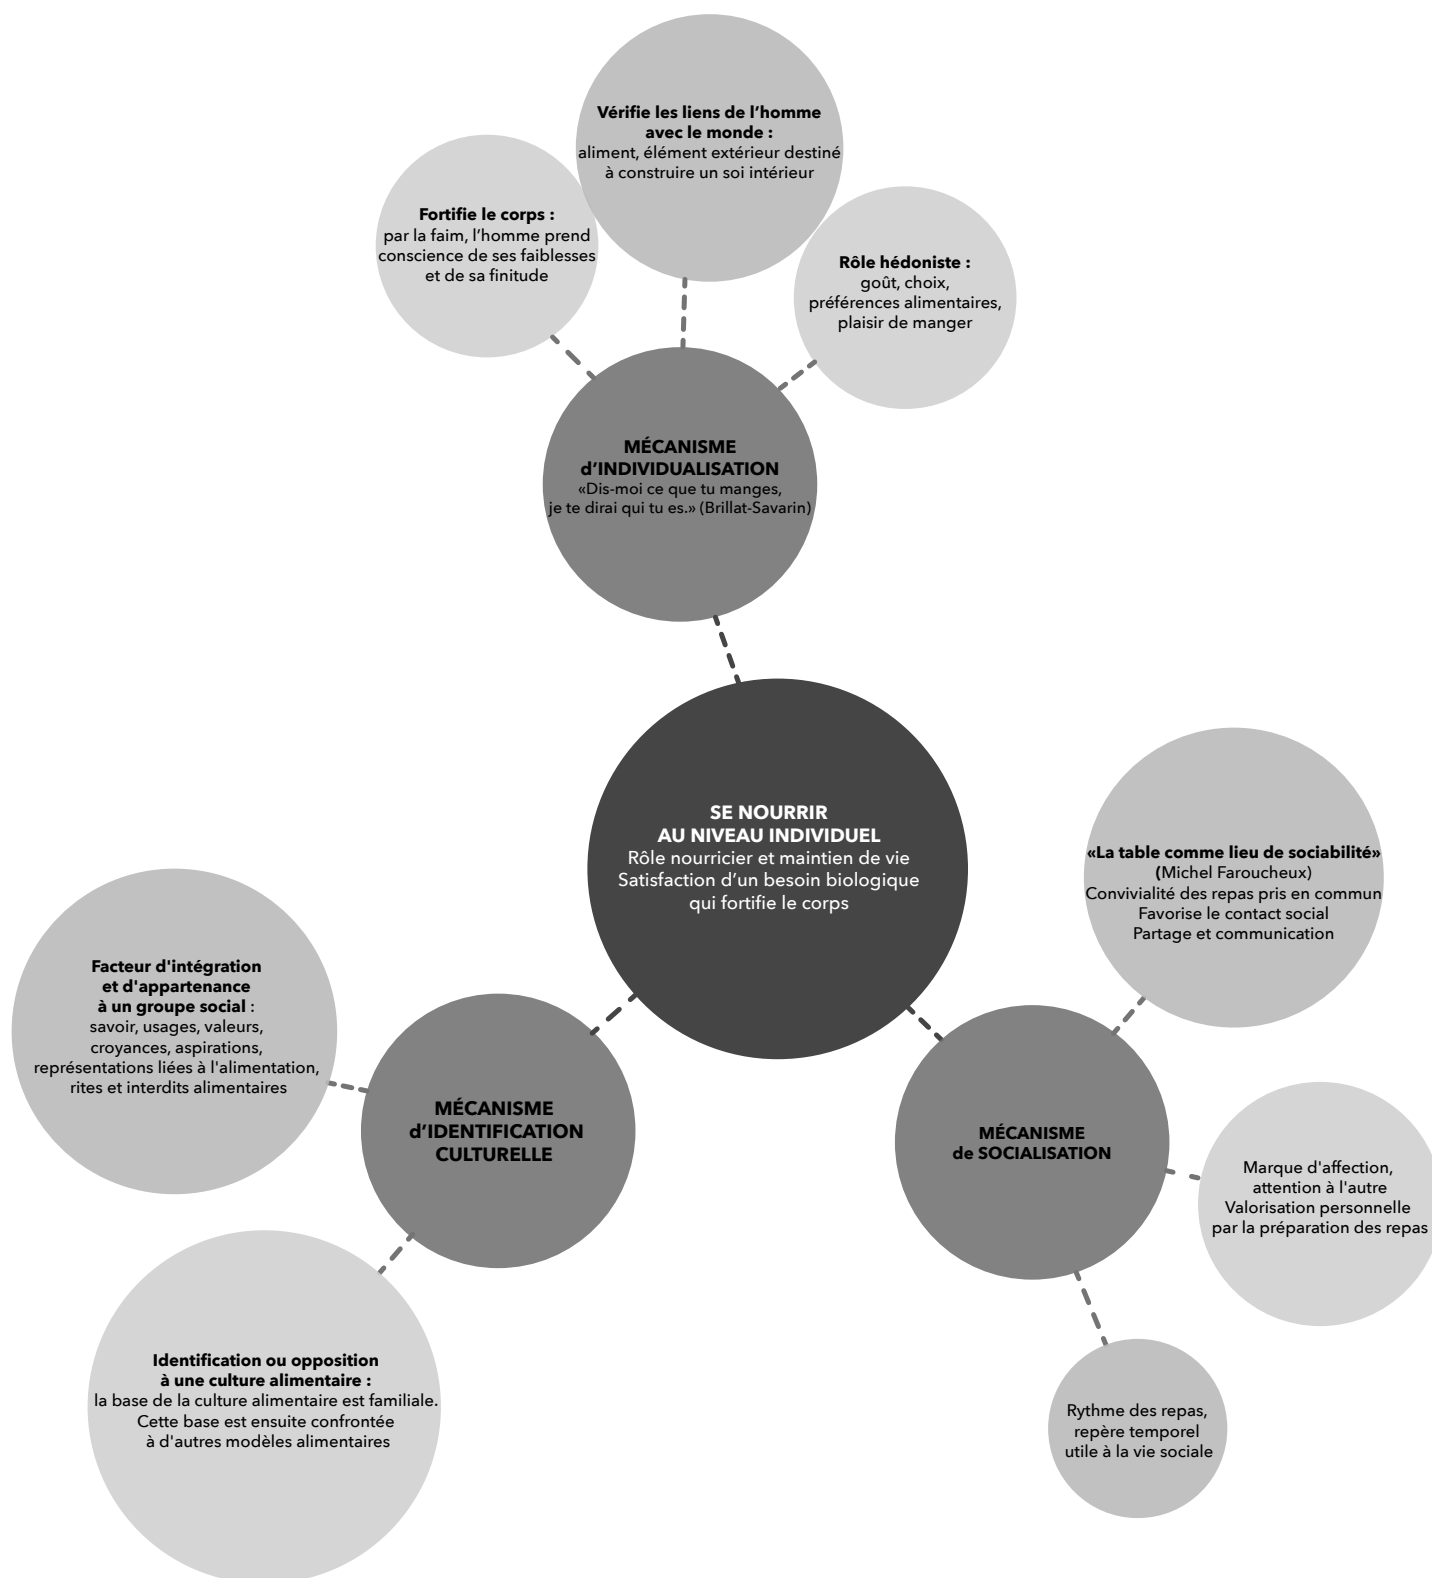 Vérifie les liens de l’homme
avec le monde :
aliment, élément extérieur destiné
à construire un soi intérieur
Fortifie le corps :
par la faim, l’homme prend
conscience de ses faiblesses
et de sa finitude
Rôle hédoniste :
goût, choix,
préférences alimentaires,
plaisir de manger
MÉCANISME
d’INDIVIDUALISATION
«Dis-moi ce que tu manges,
je te dirai qui tu es.» (Brillat-Savarin)
SE NOURRIR
AU NIVEAU INDIVIDUEL
Rôle nourricier et maintien de vie
Satisfaction d’un besoin biologique
qui fortifie le corps
«La table comme lieu de sociabilité»
(Michel Faroucheux)
Convivialité des repas pris en commun
Favorise le contact social
Partage et communication
Facteur d'intégration
et d'appartenance
à un groupe social :
savoir, usages, valeurs,
croyances, aspirations,
représentations liées à l'alimentation,
rites et interdits alimentaires
MÉCANISME
d’IDENTIFICATION
CULTURELLE
MÉCANISME
de SOCIALISATION
Marque d'affection,
attention à l'autre
Valorisation personnelle
par la préparation des repas
Identification ou opposition
à une culture alimentaire :
la base de la culture alimentaire est familiale.
Cette base est ensuite confrontée
à d'autres modèles alimentaires
Rythme des repas,
repère temporel
utile à la vie sociale